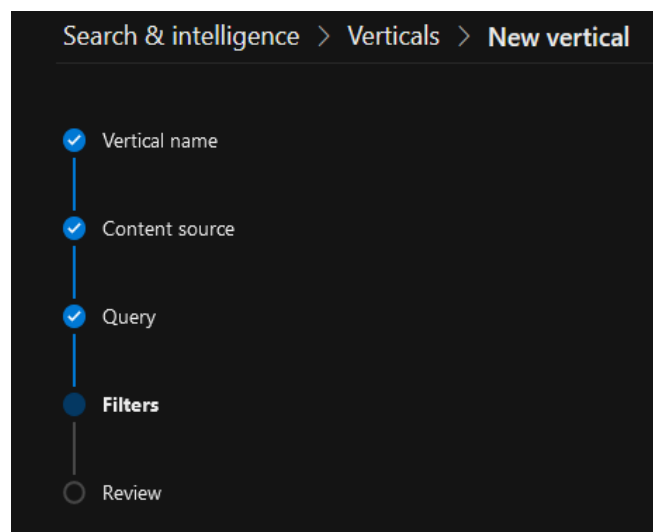 Search & intelligence > Verticals > New vertical
Vertical name
Content source
Query
Filters
Review